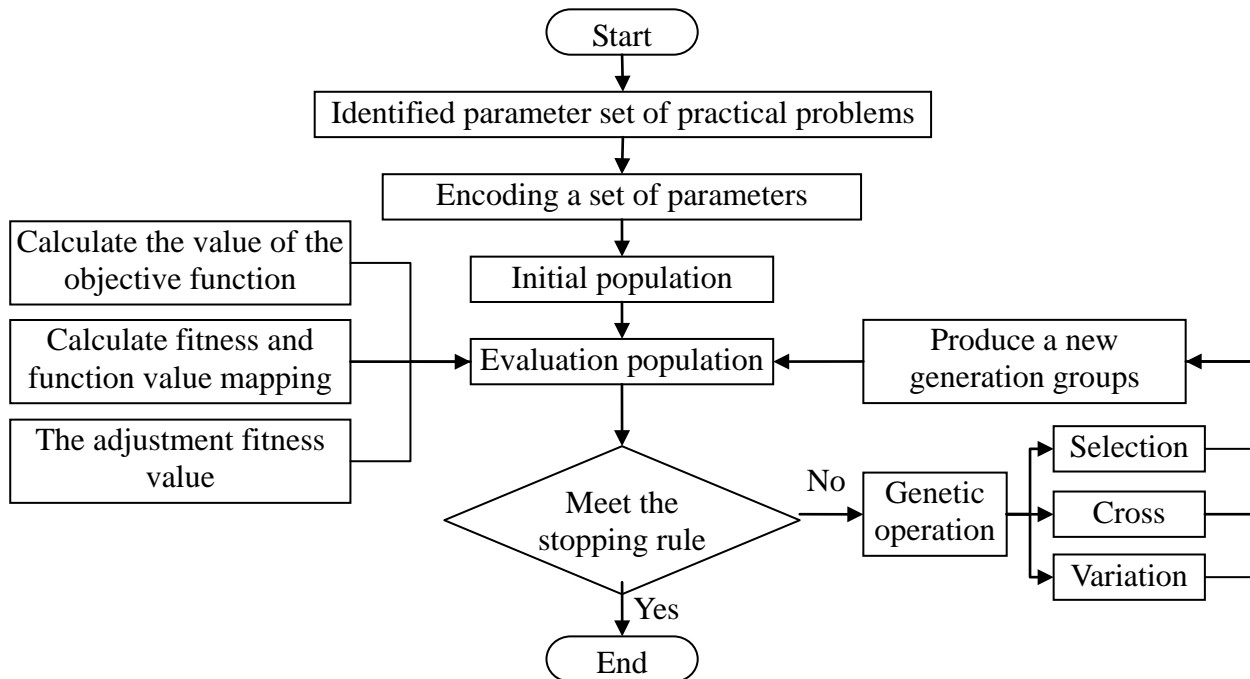 Start
Identified parameter set of practical problems
Encoding a set of parameters
Calculate the value of the
objective function
Initial population
Calculate fitness and
function value mapping
Evaluation population
Produce a new
generation groups
The adjustment fitness
value
Meet the
stopping rule
No
Genetic
operation
Selection
Cross
Variation
Yes
End